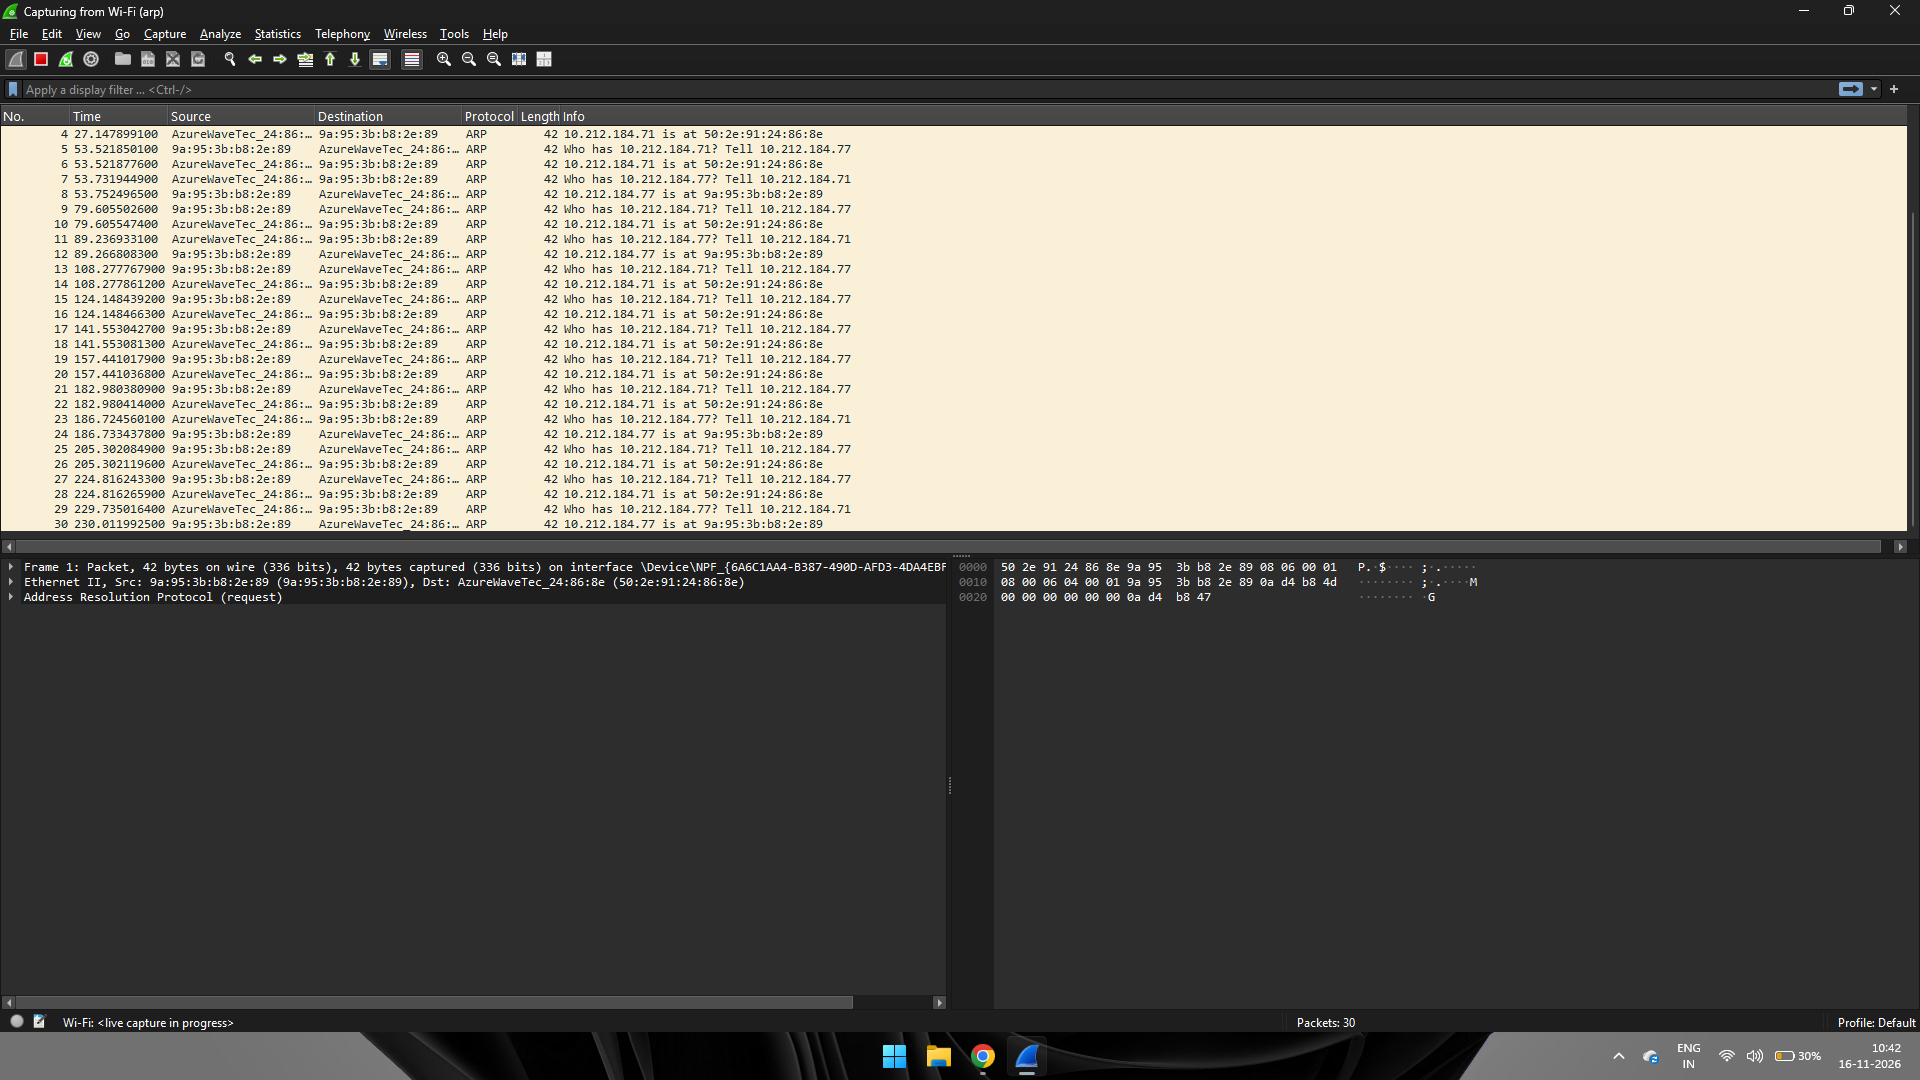 Capturing from Wi-Fi (arp)
File Edit View Go Capture Analyze Statistics Telephony Wireless Tools Help
Apply a display filter ... <Ctrl-/>
No. Time Source Destination Protocol Length Info
4 27.147899100 AzureWaveTec_24:86:… 9a:95:3b:b8:2e:89 ARP 42 10.212.184.71 is at 50:2e:91:24:86:8e
5 53.521850100 9a:95:3b:b8:2e:89 AzureWaveTec_24:86:… ARP 42 Who has 10.212.184.71? Tell 10.212.184.77
6 53.521877600 AzureWaveTec_24:86:… 9a:95:3b:b8:2e:89 ARP 42 10.212.184.71 is at 50:2e:91:24:86:8e
7 53.731944900 AzureWaveTec_24:86:… 9a:95:3b:b8:2e:89 ARP 42 Who has 10.212.184.77? Tell 10.212.184.71
8 53.752496500 9a:95:3b:b8:2e:89 AzureWaveTec_24:86:… ARP 42 10.212.184.77 is at 9a:95:3b:b8:2e:89
9 79.605502600 9a:95:3b:b8:2e:89 AzureWaveTec_24:86:… ARP 42 Who has 10.212.184.71? Tell 10.212.184.77
10 79.605547400 AzureWaveTec_24:86:… 9a:95:3b:b8:2e:89 ARP 42 10.212.184.71 is at 50:2e:91:24:86:8e
11 89.236933100 AzureWaveTec_24:86:… 9a:95:3b:b8:2e:89 ARP 42 Who has 10.212.184.77? Tell 10.212.184.71
12 89.266808300 9a:95:3b:b8:2e:89 AzureWaveTec_24:86:… ARP 42 10.212.184.77 is at 9a:95:3b:b8:2e:89
13 108.277767900 9a:95:3b:b8:2e:89 AzureWaveTec_24:86:… ARP 42 Who has 10.212.184.71? Tell 10.212.184.77
14 108.277861200 AzureWaveTec_24:86:… 9a:95:3b:b8:2e:89 ARP 42 10.212.184.71 is at 50:2e:91:24:86:8e
15 124.148439200 9a:95:3b:b8:2e:89 AzureWaveTec_24:86:… ARP 42 Who has 10.212.184.71? Tell 10.212.184.77
16 124.148466300 AzureWaveTec_24:86:… 9a:95:3b:b8:2e:89 ARP 42 10.212.184.71 is at 50:2e:91:24:86:8e
17 141.553042700 9a:95:3b:b8:2e:89 AzureWaveTec_24:86:… ARP 42 Who has 10.212.184.71? Tell 10.212.184.77
18 141.553081300 AzureWaveTec_24:86:… 9a:95:3b:b8:2e:89 ARP 42 10.212.184.71 is at 50:2e:91:24:86:8e
19 157.441017900 9a:95:3b:b8:2e:89 AzureWaveTec_24:86:… ARP 42 Who has 10.212.184.71? Tell 10.212.184.77
20 157.441036800 AzureWaveTec_24:86:… 9a:95:3b:b8:2e:89 ARP 42 10.212.184.71 is at 50:2e:91:24:86:8e
21 182.980380900 9a:95:3b:b8:2e:89 AzureWaveTec_24:86:… ARP 42 Who has 10.212.184.71? Tell 10.212.184.77
22 182.980414000 AzureWaveTec_24:86:… 9a:95:3b:b8:2e:89 ARP 42 10.212.184.71 is at 50:2e:91:24:86:8e
23 186.724560100 AzureWaveTec_24:86:… 9a:95:3b:b8:2e:89 ARP 42 Who has 10.212.184.77? Tell 10.212.184.71
24 186.733437800 9a:95:3b:b8:2e:89 AzureWaveTec_24:86:… ARP 42 10.212.184.77 is at 9a:95:3b:b8:2e:89
25 205.302084900 9a:95:3b:b8:2e:89 AzureWaveTec_24:86:… ARP 42 Who has 10.212.184.71? Tell 10.212.184.77
26 205.302119600 AzureWaveTec_24:86:… 9a:95:3b:b8:2e:89 ARP 42 10.212.184.71 is at 50:2e:91:24:86:8e
27 224.816243300 9a:95:3b:b8:2e:89 AzureWaveTec_24:86:… ARP 42 Who has 10.212.184.71? Tell 10.212.184.77
28 224.816265900 AzureWaveTec_24:86:… 9a:95:3b:b8:2e:89 ARP 42 10.212.184.71 is at 50:2e:91:24:86:8e
29 229.735016400 AzureWaveTec_24:86:… 9a:95:3b:b8:2e:89 ARP 42 Who has 10.212.184.77? Tell 10.212.184.71
30 230.011992500 9a:95:3b:b8:2e:89 AzureWaveTec_24:86:… ARP 42 10.212.184.77 is at 9a:95:3b:b8:2e:89
Frame 1: Packet, 42 bytes on wire (336 bits), 42 bytes captured (336 bits) on interface \Device\NPF_{6A6C1AA4-B387-490D-AFD3-4DA4EBF
Ethernet II, Src: 9a:95:3b:b8:2e:89 (9a:95:3b:b8:2e:89), Dst: AzureWaveTec_24:86:8e (50:2e:91:24:86:8e)
Address Resolution Protocol (request)
0000 50 2e 91 24 86 8e 9a 95 3b b8 2e 89 08 06 00 01 P.·$···· ;·.·····
0010 08 00 06 04 00 01 9a 95 3b b8 2e 89 0a d4 b8 4d ········ ;·.····M
0020 00 00 00 00 00 00 0a d4 b8 47 ········ ·G
Wi-Fi: <live capture in progress>
Packets: 30
Profile: Default
ENG
IN
30%
10:42
16-11-2026